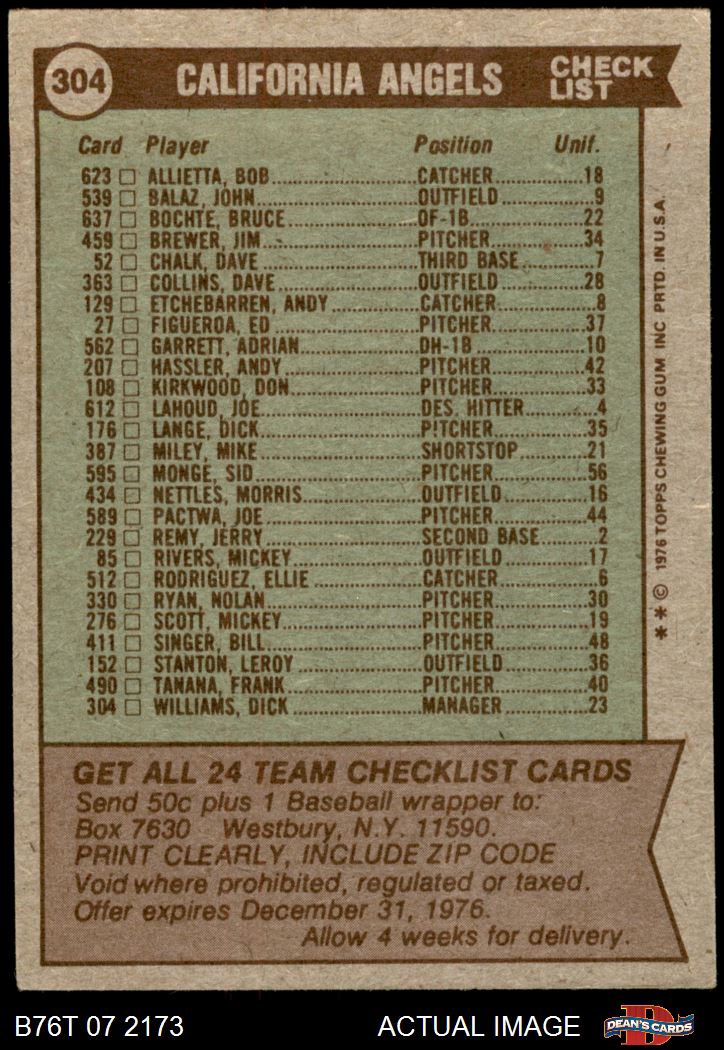 304 CALIFORNIA ANGELS CHECK LIST
Card Player Position Unif.
623 □ ALLIETTA, BOB CATCHER 18
539 □ BALAZ, JOHN OUTFIELD 9
637 □ BOCHTE, BRUCE OF-1B 22
459 □ BREWER, JIM PITCHER 34
52 □ CHALK, DAVE THIRD BASE 7
363 □ COLLINS, DAVE OUTFIELD 28
129 □ ETCHEBARREN, ANDY CATCHER 8
27 □ FIGUEROA, ED PITCHER 37
562 □ GARRETT, ADRIAN DH-1B 10
207 □ HASSLER, ANDY PITCHER 42
108 □ KIRKWOOD, DON PITCHER 33
612 □ LAHOUD, JOE DES. HITTER 4
176 □ LANGE, DICK PITCHER 35
387 □ MILEY, MIKE SHORTSTOP 21
595 □ MONGE, SID PITCHER 56
434 □ NETTLES, MORRIS OUTFIELD 16
589 □ PACTWA, JOE PITCHER 44
229 □ REMY, JERRY SECOND BASE 2
85 □ RIVERS, MICKEY OUTFIELD 17
512 □ RODRIGUEZ, ELLIE CATCHER 6
330 □ RYAN, NOLAN PITCHER 30
276 □ SCOTT, MICKEY PITCHER 19
411 □ SINGER, BILL PITCHER 48
152 □ STANTON, LEROY OUTFIELD 36
490 □ TANANA, FRANK PITCHER 40
304 □ WILLIAMS, DICK MANAGER 23
* * © 1976 TOPPS CHEWING GUM INC PRTD. IN U.S.A.
GET ALL 24 TEAM CHECKLIST CARDS
Send 50c plus 1 Baseball wrapper to:
Box 7630 Westbury, N.Y. 11590.
PRINT CLEARLY, INCLUDE ZIP CODE
Void where prohibited, regulated or taxed.
Offer expires December 31, 1976.
Allow 4 weeks for delivery.
B76T 07 2173 ACTUAL IMAGE DEAN'S CARDS